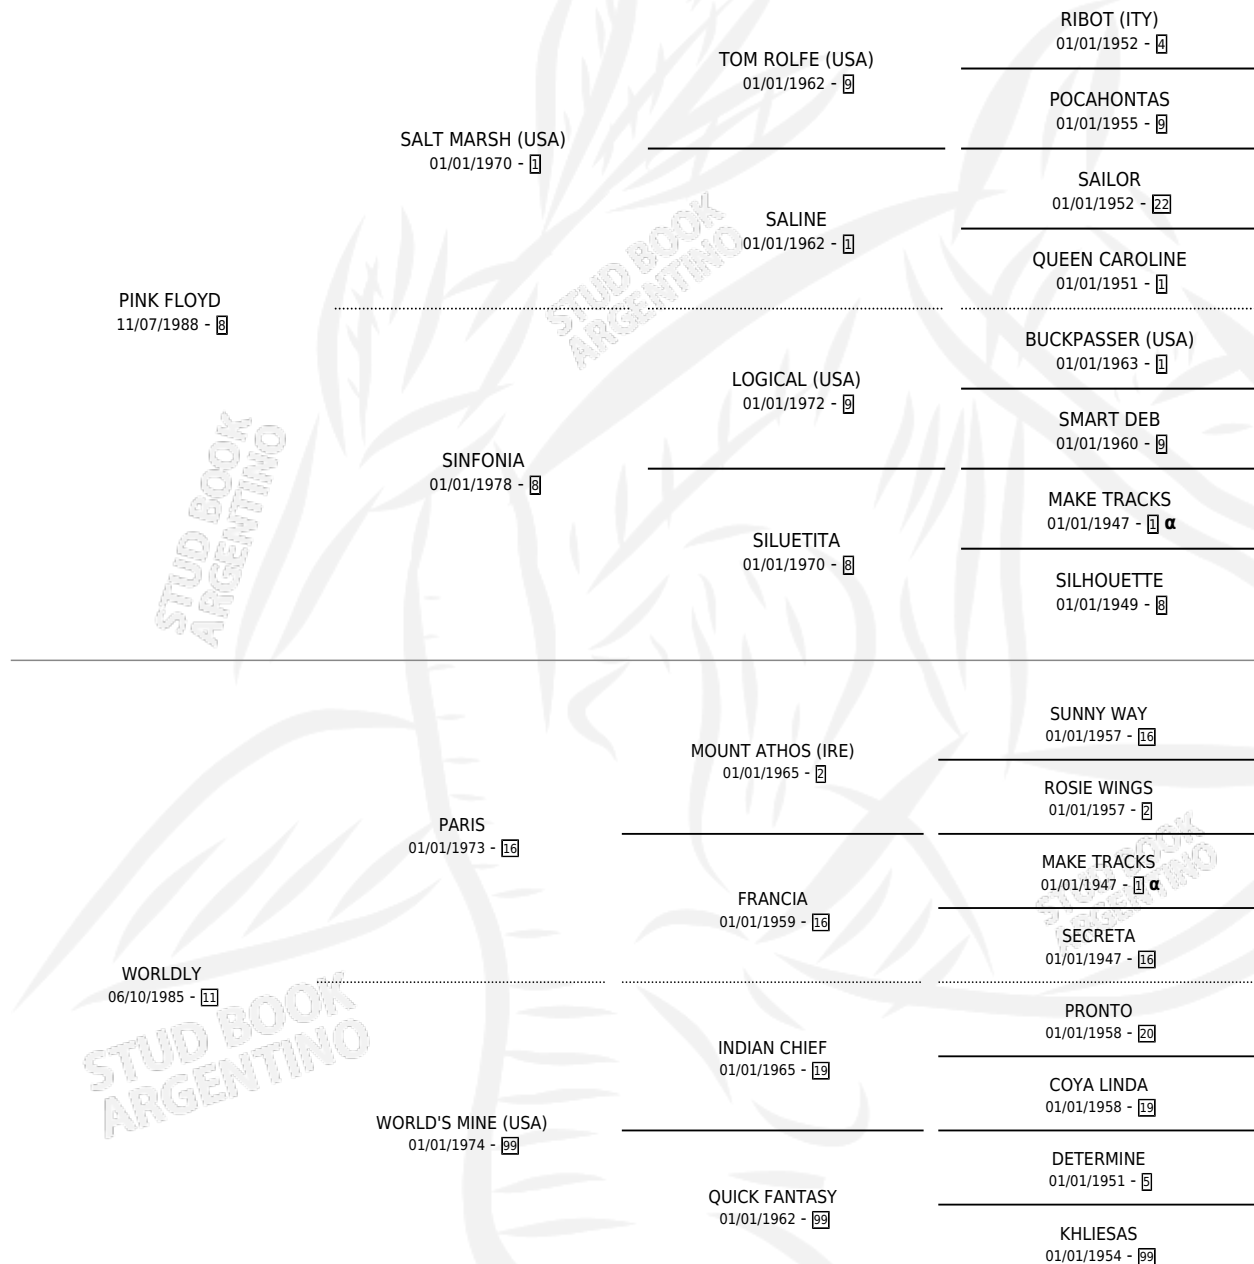 RIBOT (ITY)
01/01/1952 - 4
TOM ROLFE (USA)
01/01/1962 - 9
POCAHONTAS
01/01/1955 - 9
SALT MARSH (USA)
01/01/1970 - 1
SAILOR
01/01/1952 - 22
SALINE
01/01/1962 - 1
QUEEN CAROLINE
01/01/1951 - 1
PINK FLOYD
11/07/1988 - 8
BUCKPASSER (USA)
01/01/1963 - 1
LOGICAL (USA)
01/01/1972 - 9
SMART DEB
01/01/1960 - 9
SINFONIA
01/01/1978 - 8
MAKE TRACKS
01/01/1947 - 1 α
SILUETITA
01/01/1970 - 8
SILHOUETTE
01/01/1949 - 8
SUNNY WAY
01/01/1957 - 16
MOUNT ATHOS (IRE)
01/01/1965 - 2
ROSIE WINGS
01/01/1957 - 2
PARIS
01/01/1973 - 16
MAKE TRACKS
01/01/1947 - 1 α
FRANCIA
01/01/1959 - 16
SECRETA
01/01/1947 - 16
WORLDLY
06/10/1985 - 11
PRONTO
01/01/1958 - 20
INDIAN CHIEF
01/01/1965 - 19
COYA LINDA
01/01/1958 - 19
WORLD'S MINE (USA)
01/01/1974 - 99
DETERMINE
01/01/1951 - 5
QUICK FANTASY
01/01/1962 - 99
KHLIESAS
01/01/1954 - 99
STUD BOOK
ARGENTINO
STUD BOOK
ARGENTINO
STUD BOOK
ARGENTINO
STUD BOOK
ARGENTINO